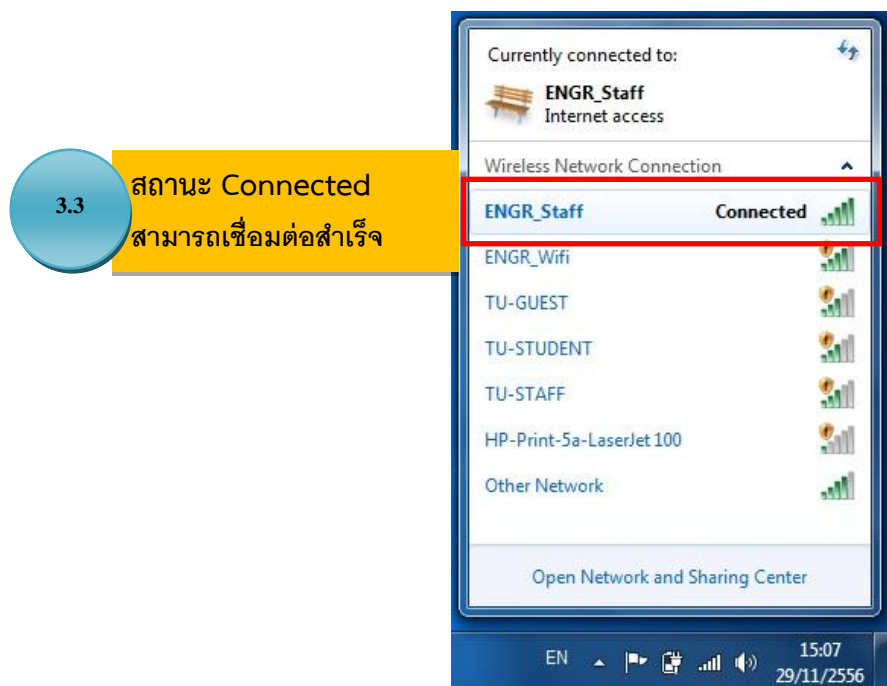 3.3
สถานะ Connected
สามารถเชื่อมต่อสำเร็จ
Currently connected to:
ENGR_Staff
Internet access
Wireless Network Connection
ENGR_Staff Connected
ENGR_Wifi
TU-GUEST
TU-STUDENT
TU-STAFF
HP-Print-5a-LaserJet 100
Other Network
Open Network and Sharing Center
EN
15:07
29/11/2556